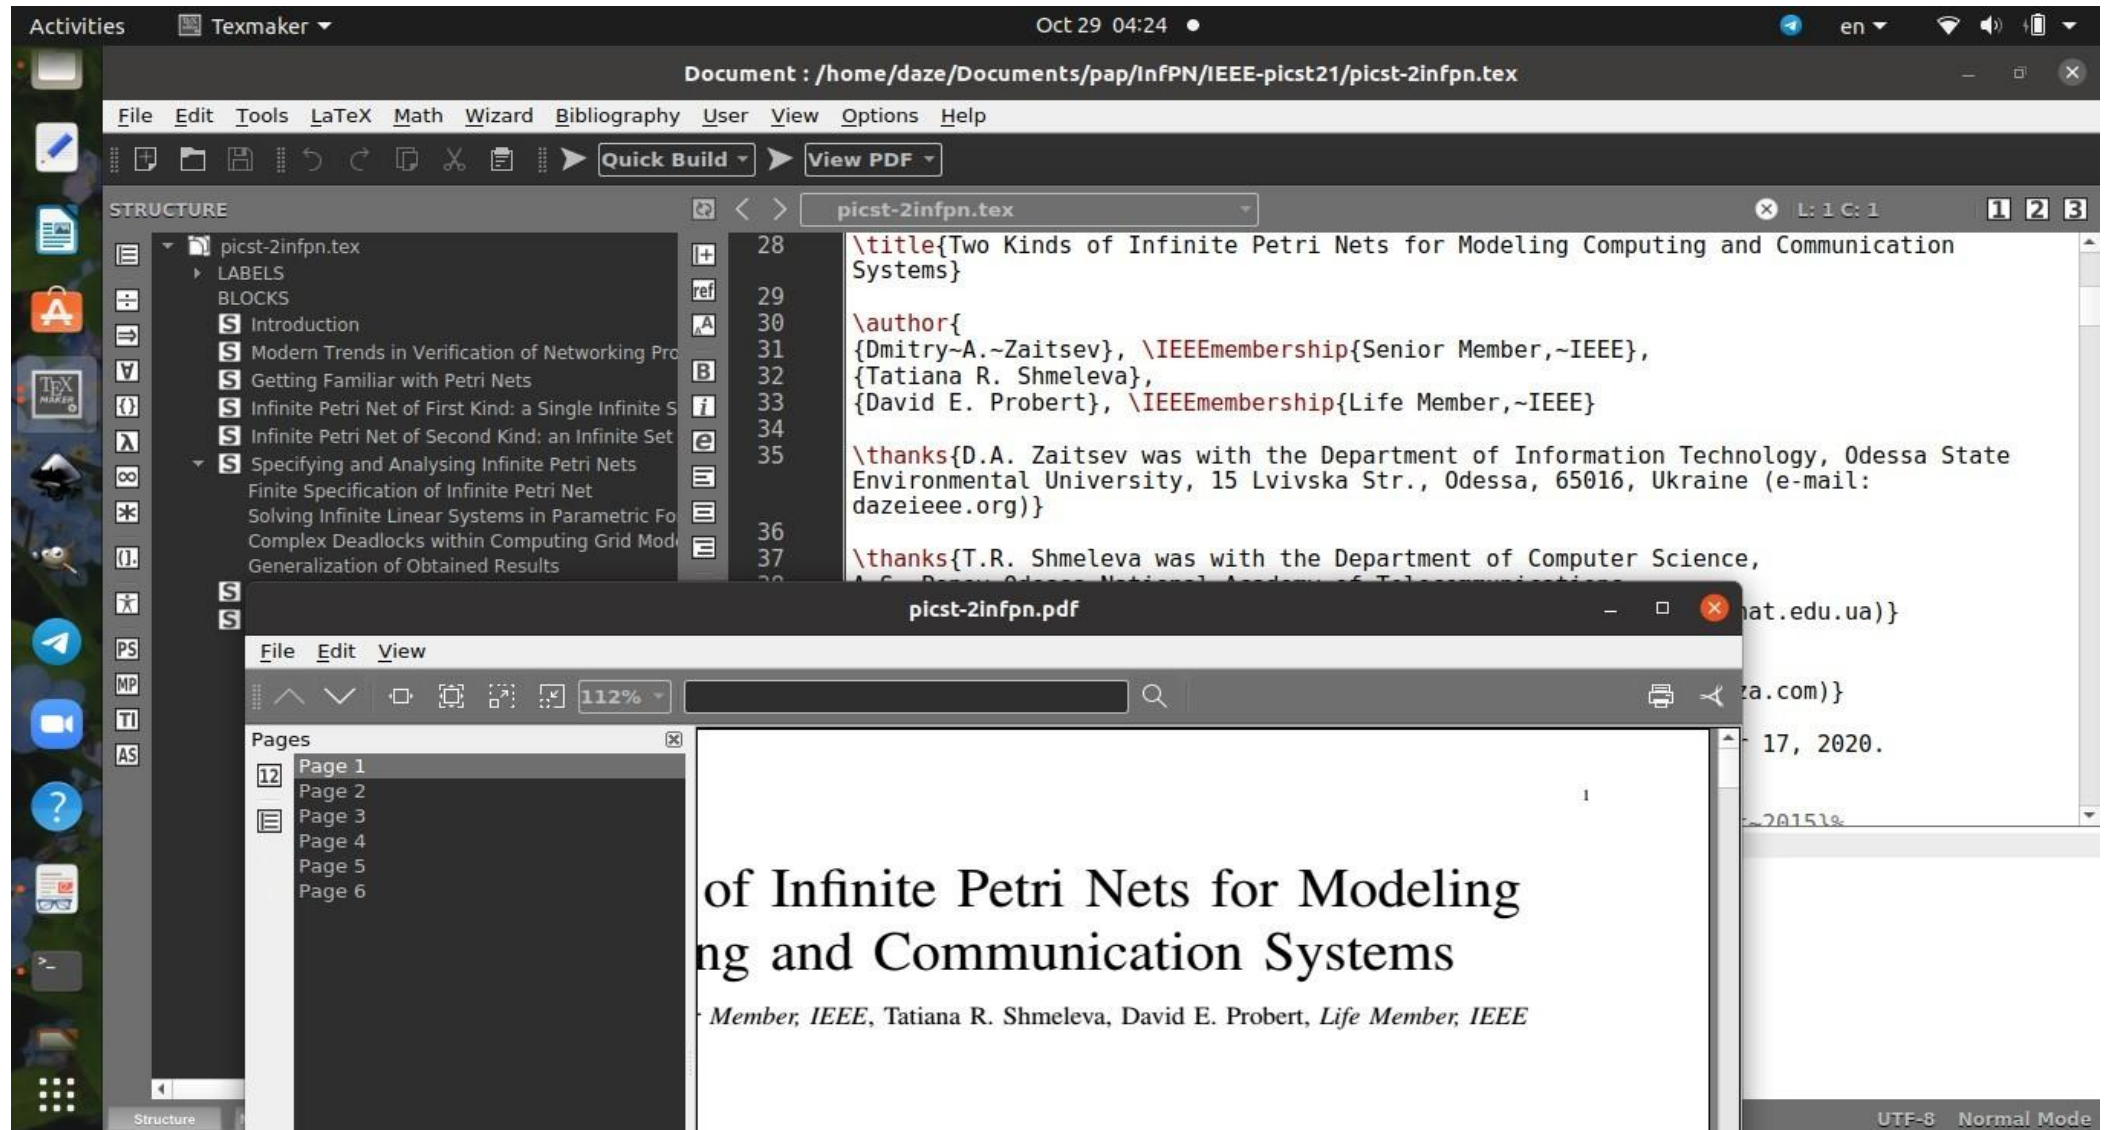 Activities
Texmaker
Oct 29 04:24
en
Document : /home/daze/Documents/pap/InfPN/IEEE-picst21/picst-2infpn.tex
File Edit Tools LaTeX Math Wizard Bibliography User View Options Help
Quick Build
View PDF
STRUCTURE
picst-2infpn.tex
L: 1 C: 1
1 2 3
picst-2infpn.tex
LABELS
BLOCKS
S Introduction
S Modern Trends in Verification of Networking Pro
S Getting Familiar with Petri Nets
S Infinite Petri Net of First Kind: a Single Infinite S
S Infinite Petri Net of Second Kind: an Infinite Set
S Specifying and Analysing Infinite Petri Nets
Finite Specification of Infinite Petri Net
Solving Infinite Linear Systems in Parametric Fo
Complex Deadlocks within Computing Grid Mode
Generalization of Obtained Results
S
S
ref
A
B
i
e
TEX
MAKER
PS
MP
TI
AS
28 \title{Two Kinds of Infinite Petri Nets for Modeling Computing and Communication
Systems}
29
30 \author{
31 {Dmitry~A.~Zaitsev}, \IEEEmembership{Senior Member,~IEEE},
32 {Tatiana R. Shmeleva},
33 {David E. Probert}, \IEEEmembership{Life Member,~IEEE}
34
35 \thanks{D.A. Zaitsev was with the Department of Information Technology, Odessa State
Environmental University, 15 Lvivska Str., Odessa, 65016, Ukraine (e-mail:
dazeieee.org)}
36
37 \thanks{T.R. Shmeleva was with the Department of Computer Science,
nat.edu.ua)}
za.com)}
17, 2020.
~2015}%
picst-2infpn.pdf
File Edit View
112%
Pages
12
Page 1
Page 2
Page 3
Page 4
Page 5
Page 6
1
of Infinite Petri Nets for Modeling
ng and Communication Systems
Member, IEEE, Tatiana R. Shmeleva, David E. Probert, Life Member, IEEE
Structure
UTF-8 Normal Mode